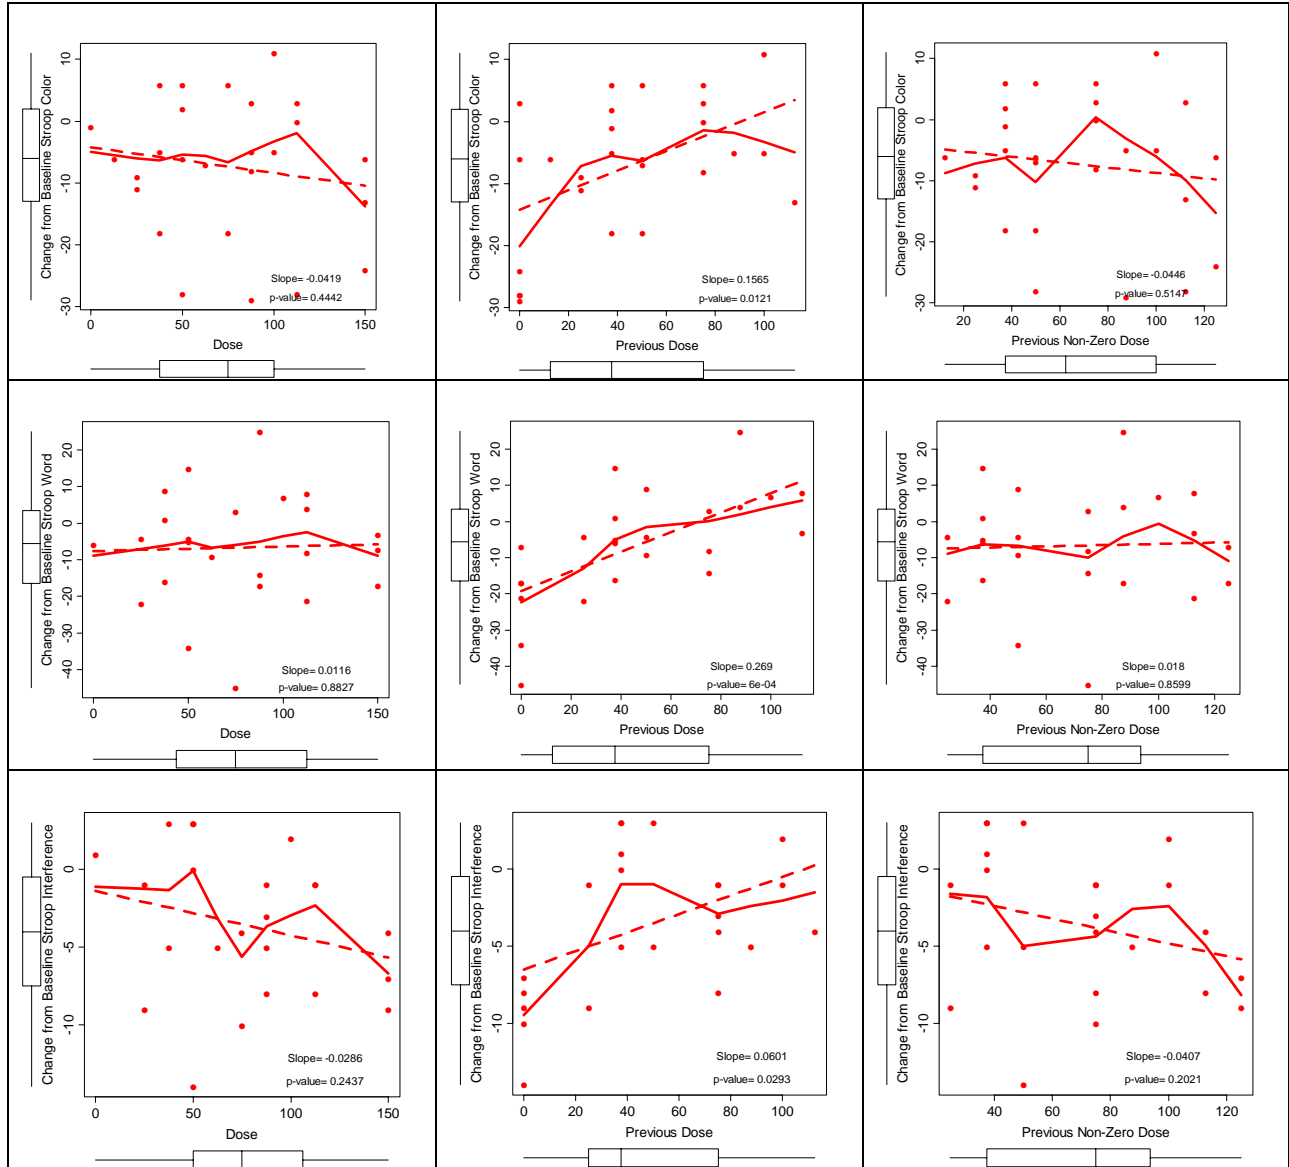 Change from Baseline Stroop Color
10
0
-10
-20
-30
Slope= -0.0419
p-value= 0.4442
0 50 100 150
Dose
Change from Baseline Stroop Color
10
0
-10
-20
-30
Slope= 0.1565
p-value= 0.0121
0 20 40 60 80 100
Previous Dose
Change from Baseline Stroop Color
10
0
-10
-20
-30
Slope= -0.0446
p-value= 0.5147
20 40 60 80 100 120
Previous Non-Zero Dose
Change from Baseline Stroop Word
20
10
0
-10
-20
-30
-40
Slope= 0.0116
p-value= 0.8827
0 50 100 150
Dose
Change from Baseline Stroop Word
20
10
0
-10
-20
-30
-40
Slope= 0.269
p-value= 6e-04
0 20 40 60 80 100
Previous Dose
Change from Baseline Stroop Word
20
10
0
-10
-20
-30
-40
Slope= 0.018
p-value= 0.8599
40 60 80 100 120
Previous Non-Zero Dose
Change from Baseline Stroop Interference
0
-5
-10
Slope= -0.0286
p-value= 0.2437
0 50 100 150
Dose
Change from Baseline Stroop Interference
0
-5
-10
Slope= 0.0601
p-value= 0.0293
0 20 40 60 80 100
Previous Dose
Change from Baseline Stroop Interference
0
-5
-10
Slope= -0.0407
p-value= 0.2021
40 60 80 100 120
Previous Non-Zero Dose